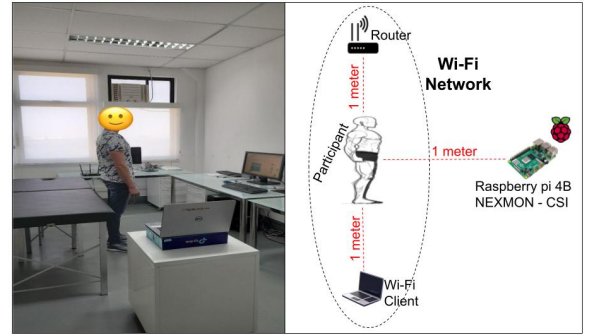 Router
Wi-Fi
Network
1 meter
Participant
1 meter
Raspberry pi 4B
NEXMON - CSI
1 meter
Wi-Fi
Client
DELL